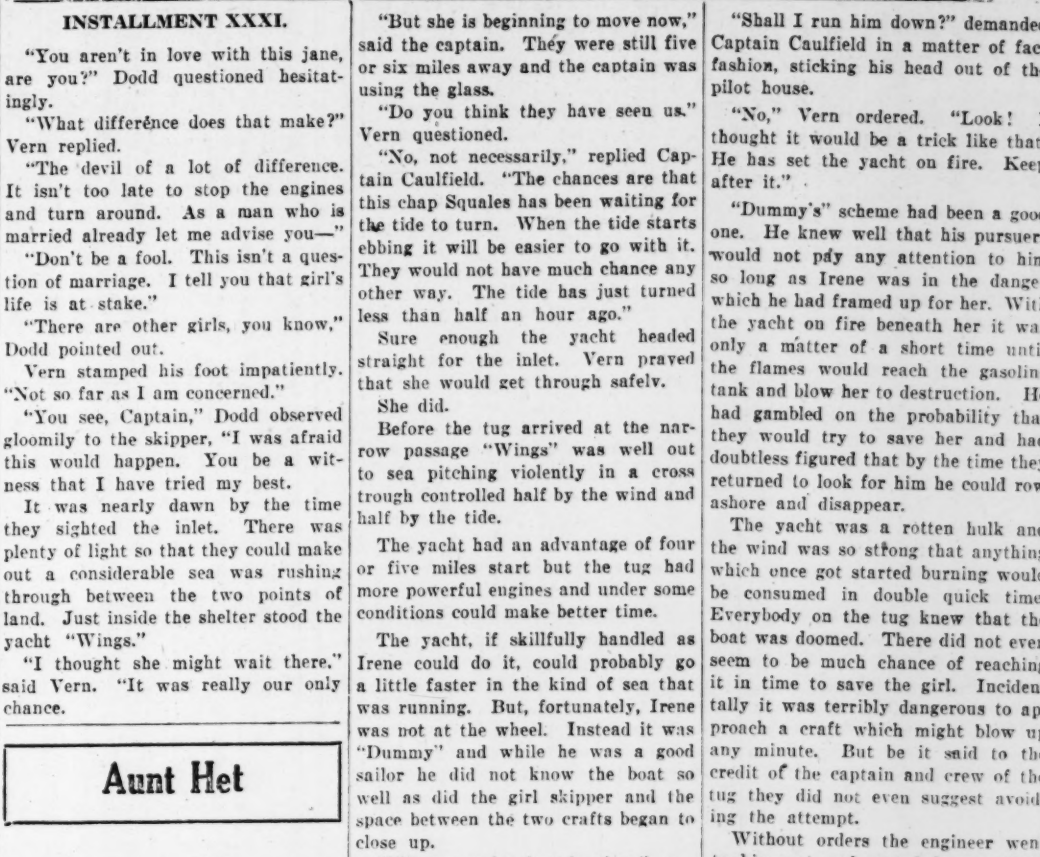 INSTALLMENT XXXI.
"You aren't in love with this jane,
are you?" Dodd questioned hesitat-
ingly.
"What difference does that make?"
Vern replied.
"The devil of a lot of difference.
It isn't too late to stop the engines
and turn around. As a man who is
married already let me advise you—"
"Don't be a fool. This isn't a ques-
tion of marriage. I tell you that girl's
life is at stake."
"There are other girls, you know,"
Dodd pointed out.
Vern stamped his foot impatiently.
"Not so far as I am concerned."
"You see, Captain," Dodd observed
gloomily to the skipper, "I was afraid
this would happen. You be a wit-
ness that I have tried my best.
It was nearly dawn by the time
they sighted the inlet. There was
plenty of light so that they could make
out a considerable sea was rushing
through between the two points of
land. Just inside the shelter stood the
yacht "Wings."
"I thought she might wait there."
said Vern. "It was really our only
chance.
Aunt Het
"But she is beginning to move now,"
said the captain. They were still five
or six miles away and the captain was
using the glass.
"Do you think they have seen us."
Vern questioned.
"No, not necessarily," replied Cap-
tain Caulfield. "The chances are that
this chap Squales has been waiting for
the tide to turn. When the tide starts
ebbing it will be easier to go with it.
They would not have much chance any
other way. The tide has just turned
less than half an hour ago."
Sure enough the yacht headed
straight for the inlet. Vern prayed
that she would get through safely.
She did.
Before the tug arrived at the nar-
row passage "Wings" was well out
to sea pitching violently in a cross
trough controlled half by the wind and
half by the tide.
The yacht had an advantage of four
or five miles start but the tug had
more powerful engines and under some
conditions could make better time.
The yacht, if skillfully handled as
Irene could do it, could probably go
a little faster in the kind of sea that
was running. But, fortunately, Irene
was not at the wheel. Instead it was
"Dummy" and while he was a good
sailor he did not know the boat so
well as did the girl skipper and the
space between the two crafts began to
close up.
"Shall I run him down?" demande
Captain Caulfield in a matter of fac
fashion, sticking his head out of th
pilot house.
"No," Vern ordered. "Look!
thought it would be a trick like that
He has set the yacht on fire. Keep
after it."
"Dummy's" scheme had been a goo
one. He knew well that his pursuer
would not pay any attention to him
so long as Irene was in the dange
which he had framed up for her. Wit
the yacht on fire beneath her it wa
only a matter of a short time unti
the flames would reach the gasolin
tank and blow her to destruction. H
had gambled on the probability tha
they would try to save her and had
doubtless figured that by the time they
returned to look for him he could row
ashore and disappear.
The yacht was a rotten hulk and
the wind was so strong that anything
which once got started burning would
be consumed in double quick time
Everybody on the tug knew that th
boat was doomed. There did not eve
seem to be much chance of reaching
it in time to save the girl. Inciden
tally it was terribly dangerous to ap
proach a craft which might blow u
any minute. But be it said to th
credit of the captain and crew of th
tug they did not even suggest avoid
ing the attempt.
Without orders the engineer wen